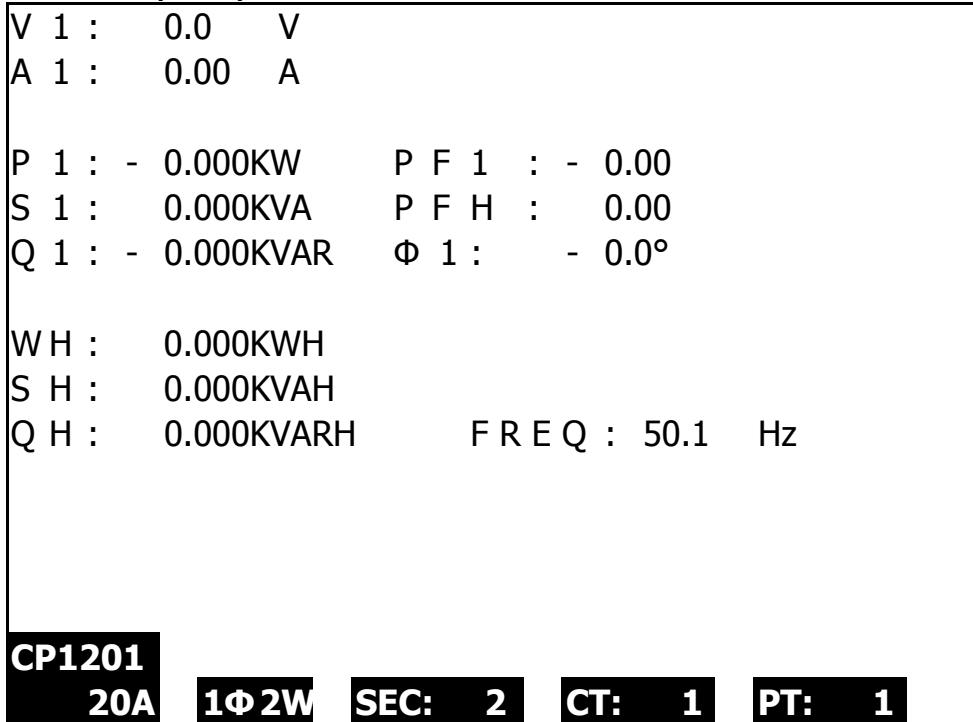 V 1 : 0.0 V
A 1 : 0.00 A
P 1 : - 0.000KW P F 1 : - 0.00
S 1 : 0.000KVA P F H : 0.00
Q 1 : - 0.000KVAR Φ 1 : - 0.0°
W H : 0.000KWH
S H : 0.000KVAH
Q H : 0.000KVARH F R E Q : 50.1 Hz
CP1201
20A 1Φ2W SEC: 2 CT: 1 PT: 1